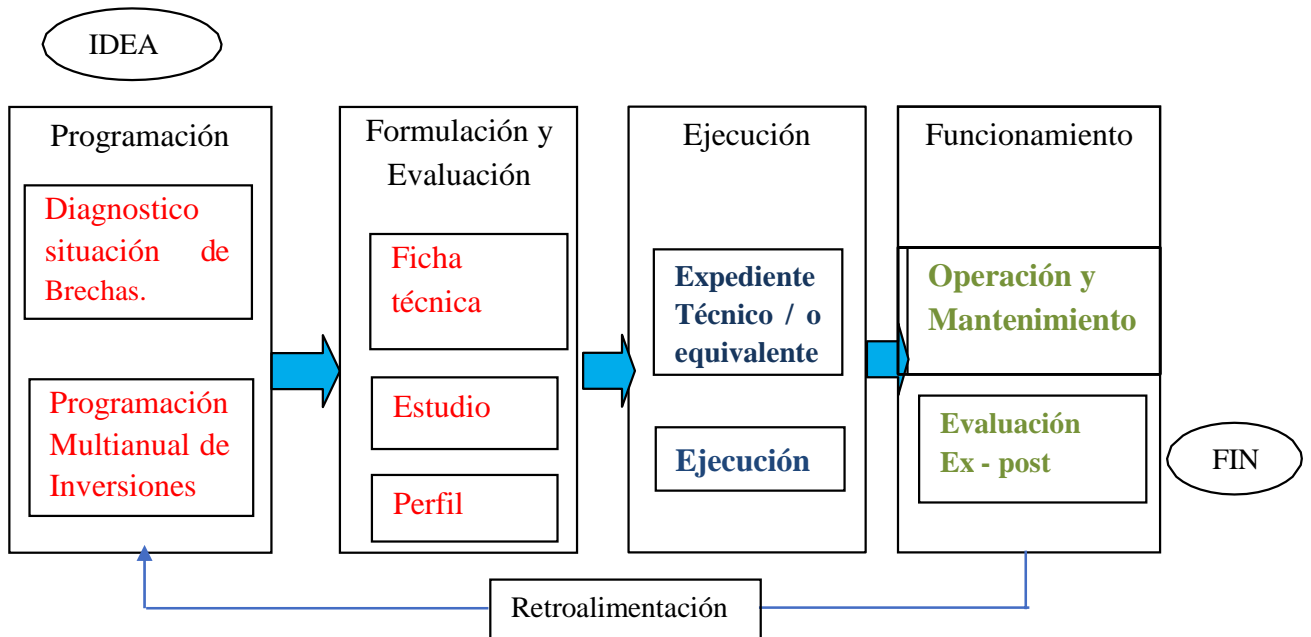 IDEA
Programación
Diagnostico
situación de
Brechas.
Programación
Multianual de
Inversiones
Formulación y
Evaluación
Ficha
técnica
Estudio
Perfil
Ejecución
Expediente
Técnico / o
equivalente
Ejecución
Funcionamiento
Operación y
Mantenimiento
Evaluación
Ex - post
FIN
Retroalimentación